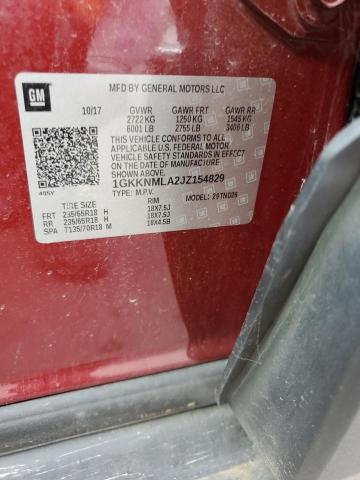 GM
MFD BY GENERAL MOTORS LLC
10/17 GVWR GAWR FRT GAWR RR
2722 KG 1250 KG 1545 KG
6001 LB 2755 LB 3406 LB
THIS VEHICLE CONFORMS TO ALL
APPLICABLE U.S. FEDERAL MOTOR
VEHICLE SAFETY STANDARDS IN
EFFECT ON THE DATE OF MANUFACTURE
SHOWN ABOVE.
1GKKNMLA2JZ154829
TYPE: M.P.V. MODEL: 29TNO26
49SY
TIRE SIZE RIM
FRT 235/65R18 H 18X7.5J
RR 235/65R18 H 18X7.5J
SPA T135/70R18 M 18X4.5B